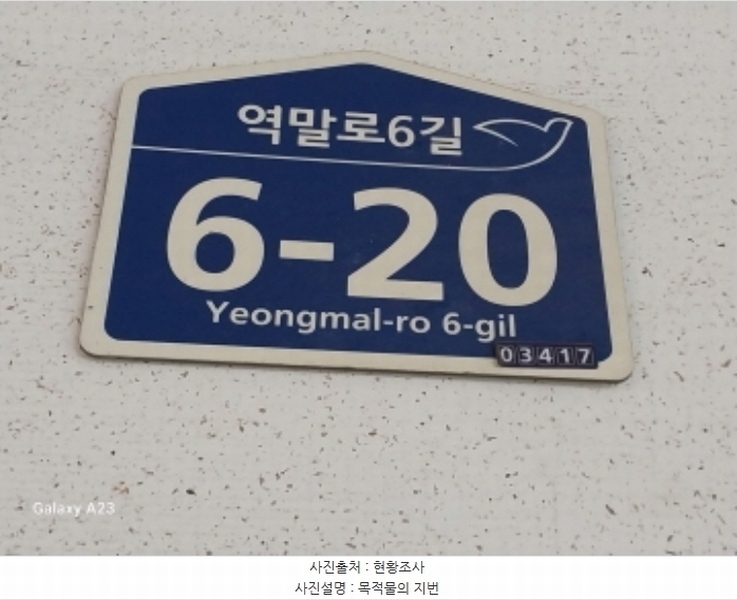 역말로6길
6-20
Yeongmal-ro 6-gil
03417
Galaxy A23
사진출처 : 현황조사
사진설명 : 목적물의 지번